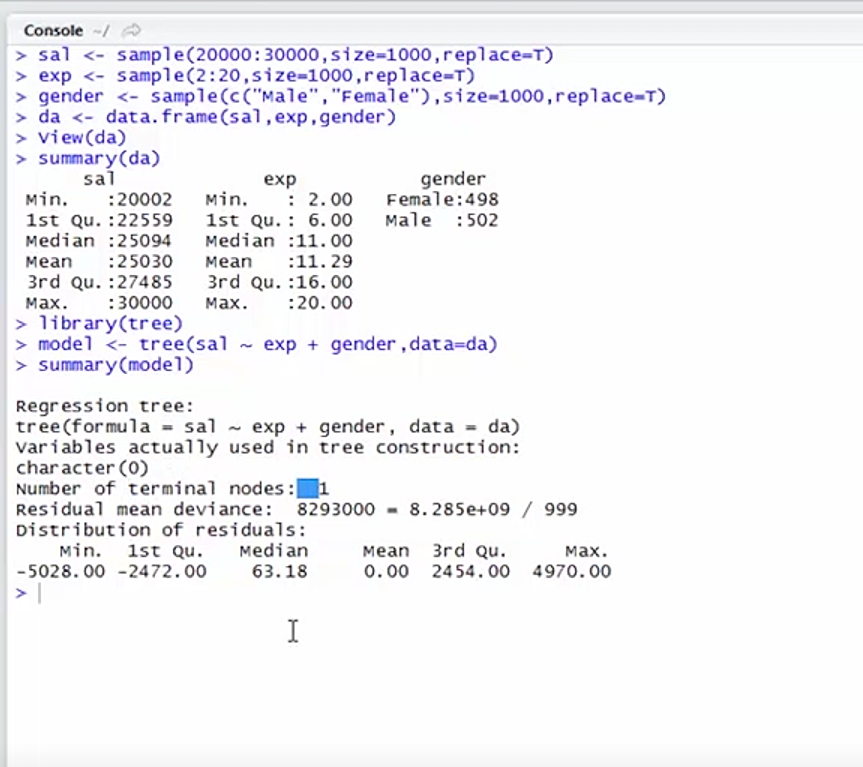 Console ~/
> sal <- sample(20000:30000,size=1000,replace=T)
> exp <- sample(2:20,size=1000,replace=T)
> gender <- sample(c("Male","Female"),size=1000,replace=T)
> da <- data.frame(sal,exp,gender)
> View(da)
> summary(da)
      sal             exp            gender
 Min.   :20002   Min.   : 2.00   Female:498
 1st Qu.:22559   1st Qu.: 6.00   Male  :502
 Median :25094   Median :11.00
 Mean   :25030   Mean   :11.29
 3rd Qu.:27485   3rd Qu.:16.00
 Max.   :30000   Max.   :20.00
> library(tree)
> model <- tree(sal ~ exp + gender,data=da)
> summary(model)

Regression tree:
tree(formula = sal ~ exp + gender, data = da)
Variables actually used in tree construction:
character(0)
Number of terminal nodes:  1
Residual mean deviance:  8293000 = 8.285e+09 / 999
Distribution of residuals:
    Min.  1st Qu.   Median     Mean  3rd Qu.     Max.
-5028.00 -2472.00    63.18     0.00  2454.00  4970.00
>